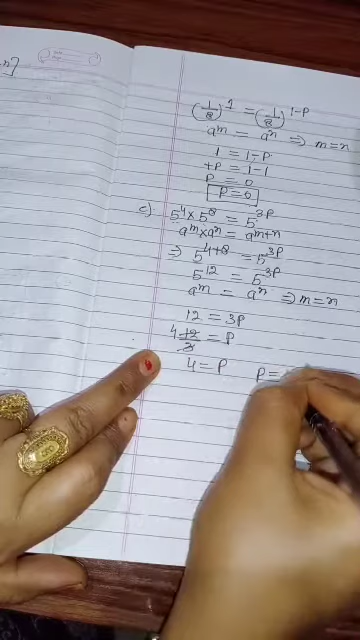 (1/8)^1 = (1/8)^1-P
a^m = a^n ⇒ m=n
1 = 1-P
+P = 1-1
P = 0
P=0
c) 5^4 × 5^8 = 5^3P
a^m × a^n = a^m+n
⇒ 5^4+8 = 5^3P
5^12 = 5^3P
a^m = a^n ⇒ m=n
12 = 3P
4 12/3 = P
4 = P P =